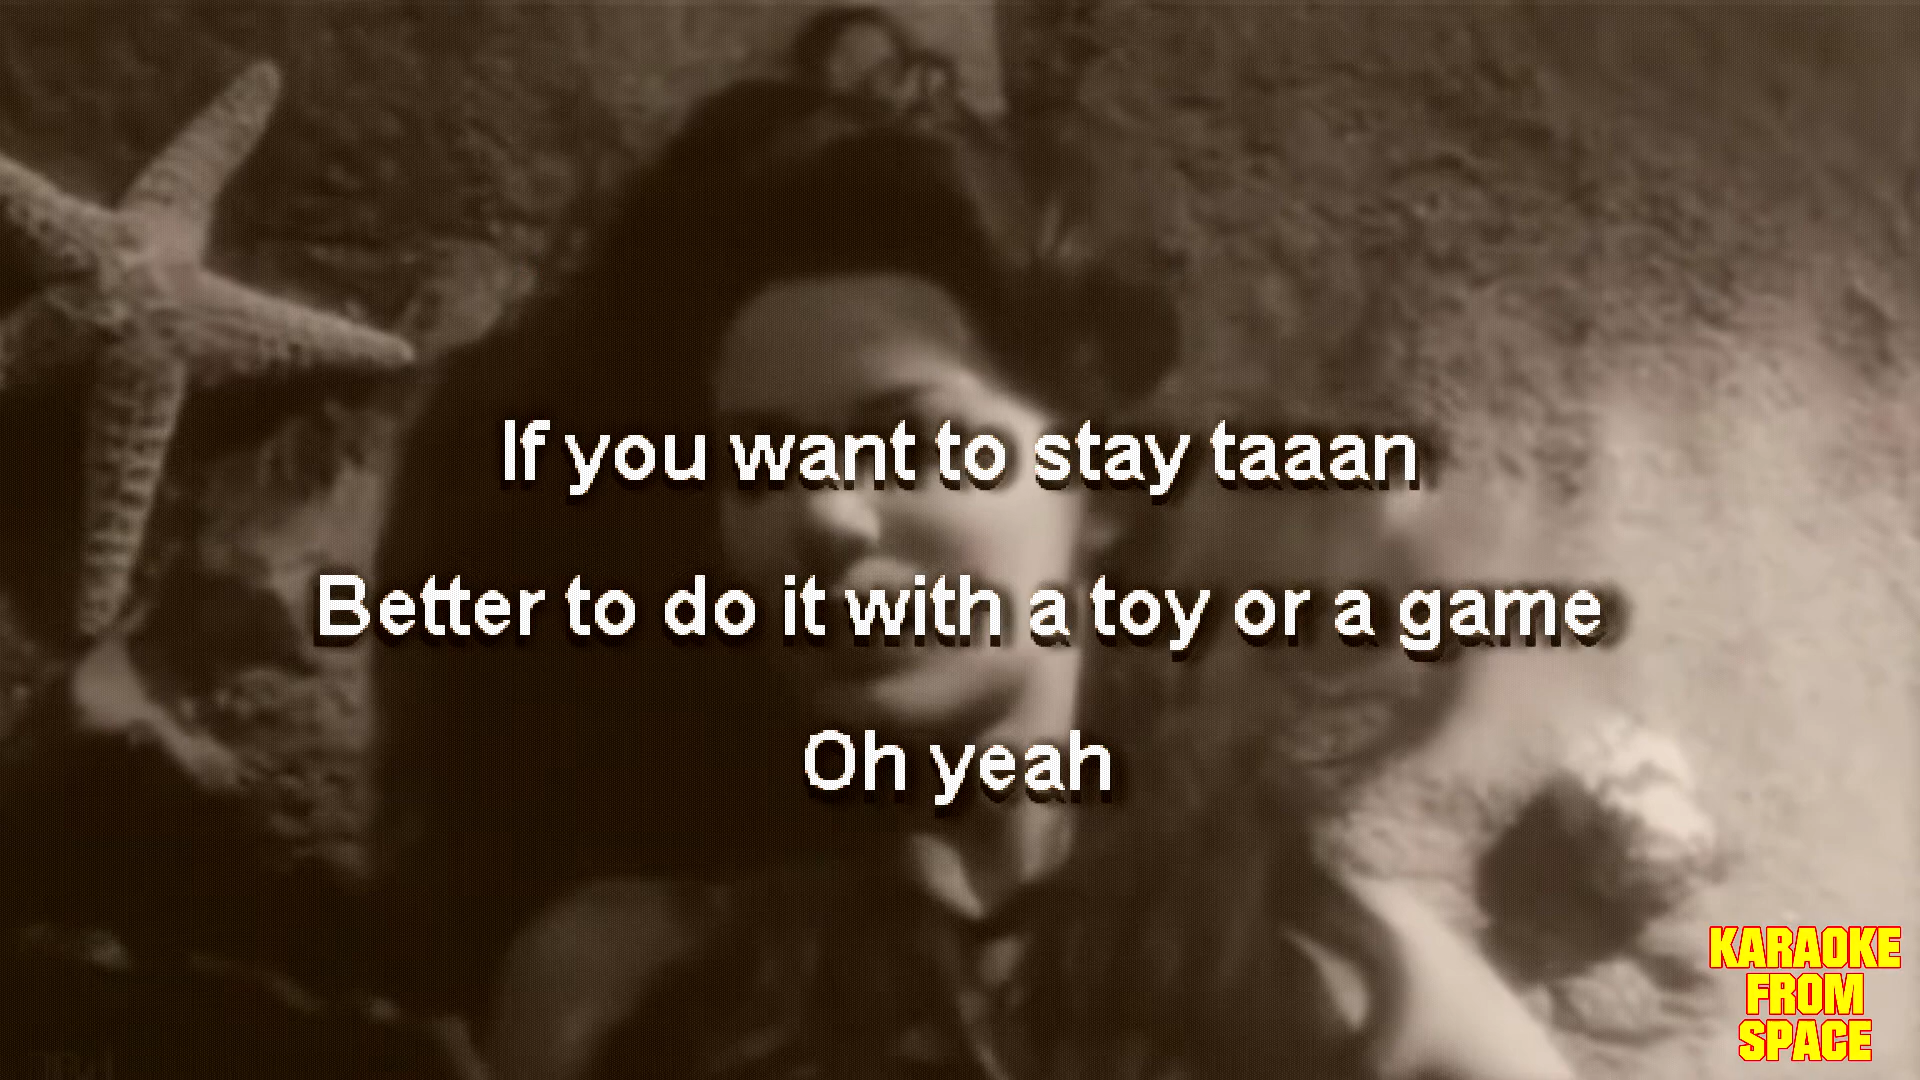 If you want to stay taaan
Better to do it with a toy or a game
Oh yeah
KARAOKE
FROM
SPACE